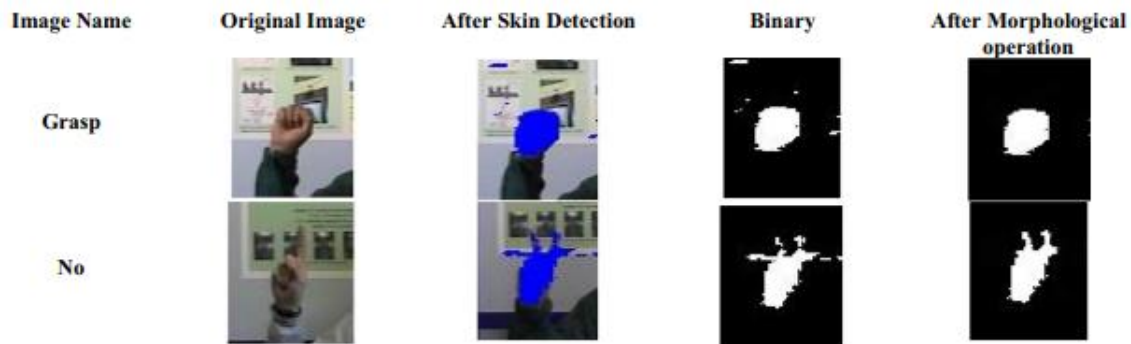 Image Name Original Image After Skin Detection Binary After Morphological
operation
Grasp
No